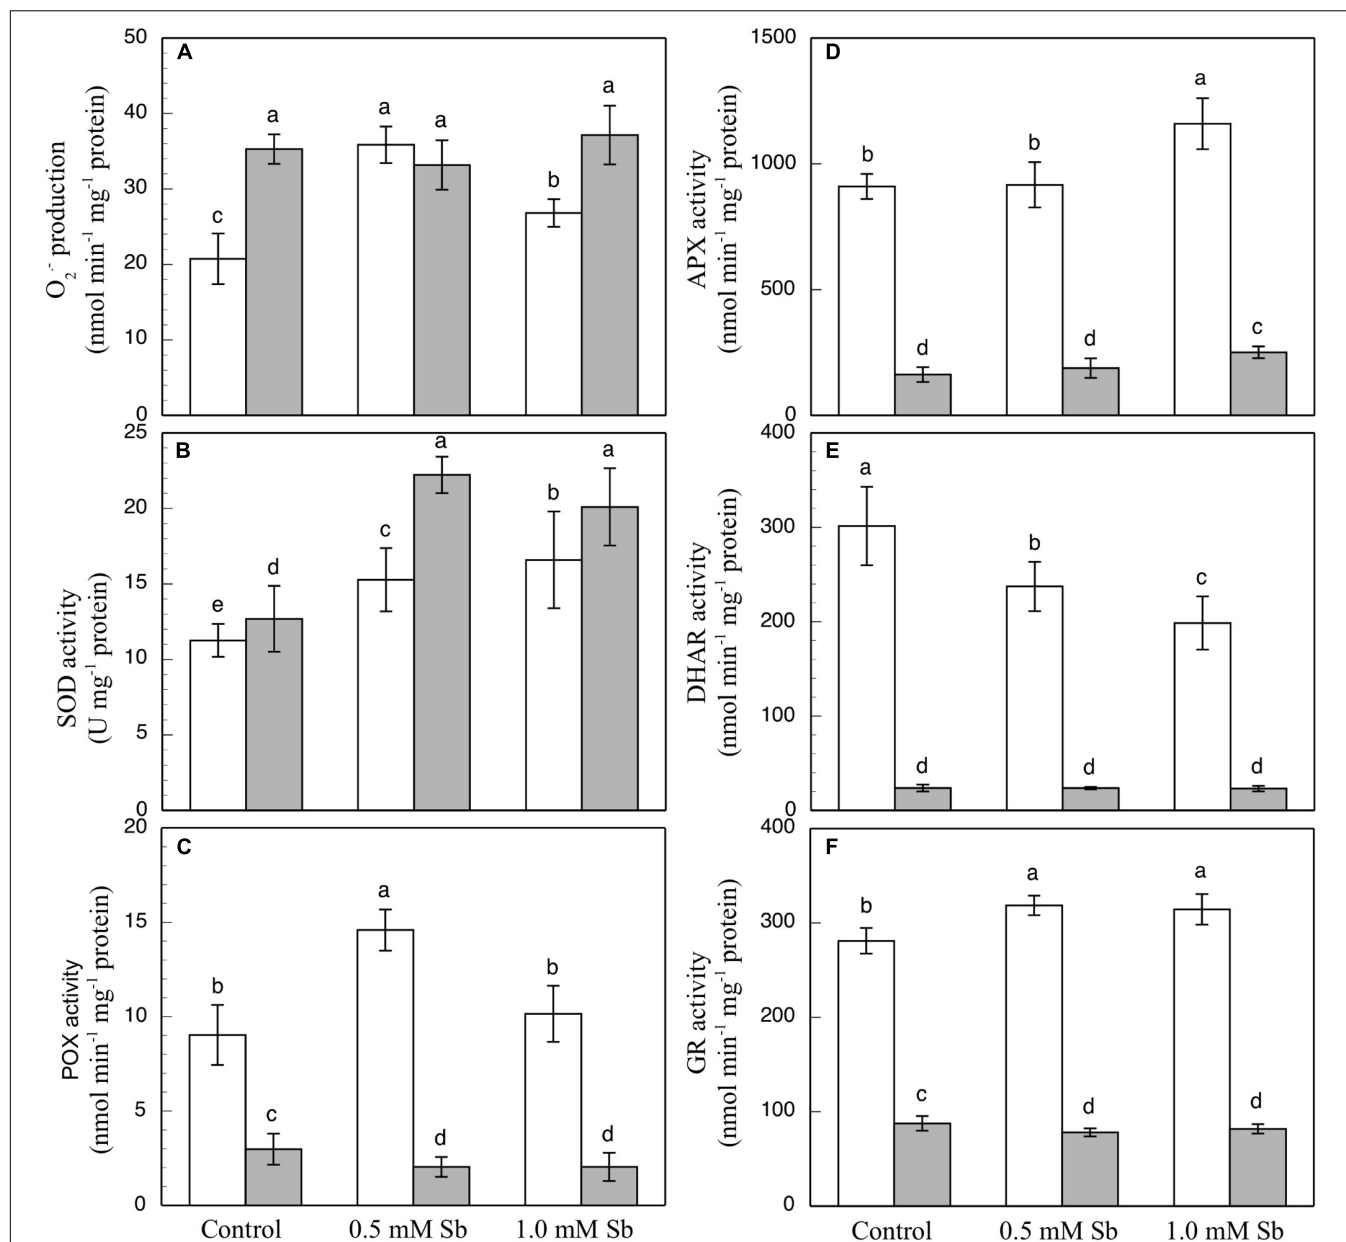 A
O2·- production
(nmol min-1 mg-1 protein)
50
40
30
20
10
0
c
a
a
a
b
a
B
SOD activity
(U mg-1 protein)
25
20
15
10
5
0
e
d
c
a
b
a
C
POX activity
(nmol min-1 mg-1 protein)
20
15
10
5
0
b
c
a
d
b
d
Control
0.5 mM Sb
1.0 mM Sb
D
APX activity
(nmol min-1 mg-1 protein)
1500
1000
500
0
b
d
b
d
a
c
E
DHAR activity
(nmol min-1 mg-1 protein)
400
300
200
100
0
a
d
b
d
c
d
F
GR activity
(nmol min-1 mg-1 protein)
400
300
200
100
0
b
c
a
d
a
d
Control
0.5 mM Sb
1.0 mM Sb